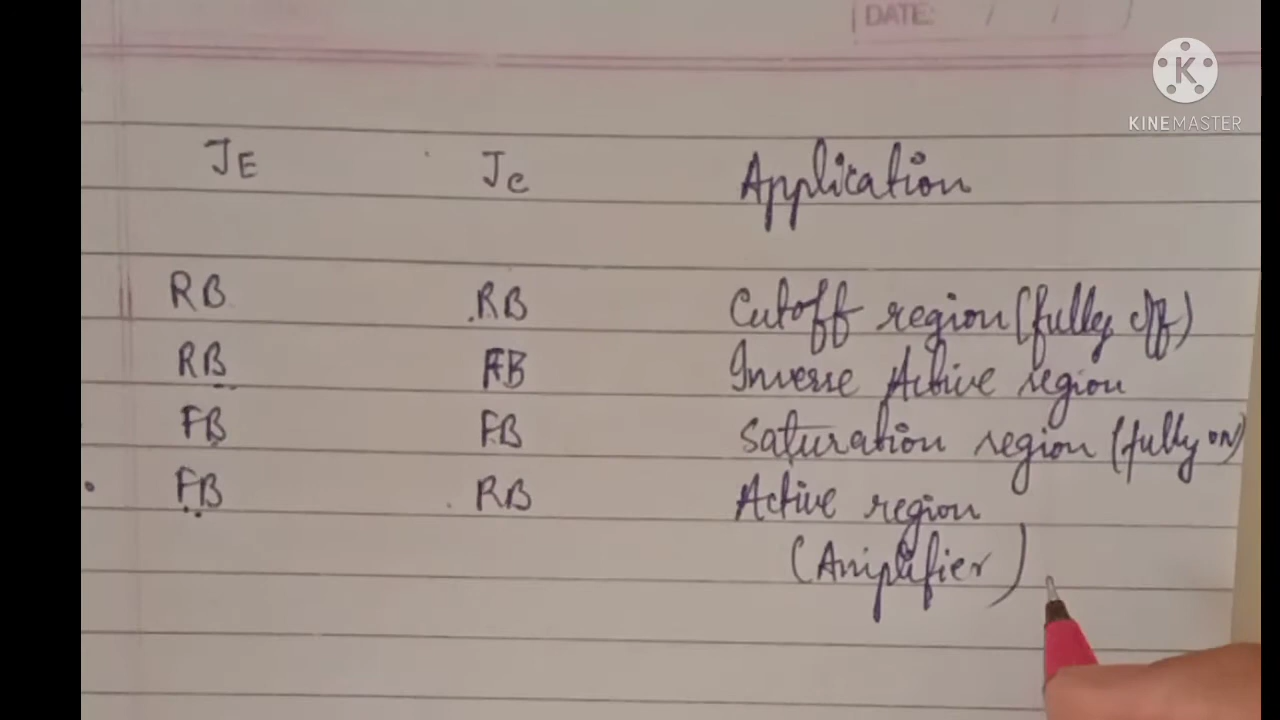 DATE: / / /
K
KINEMASTER
JE JC Application
RB RB Cutoff region (fully off)
RB FB Inverse Active region
FB FB Saturation region (fully on)
FB RB Active region
(Amplifier)